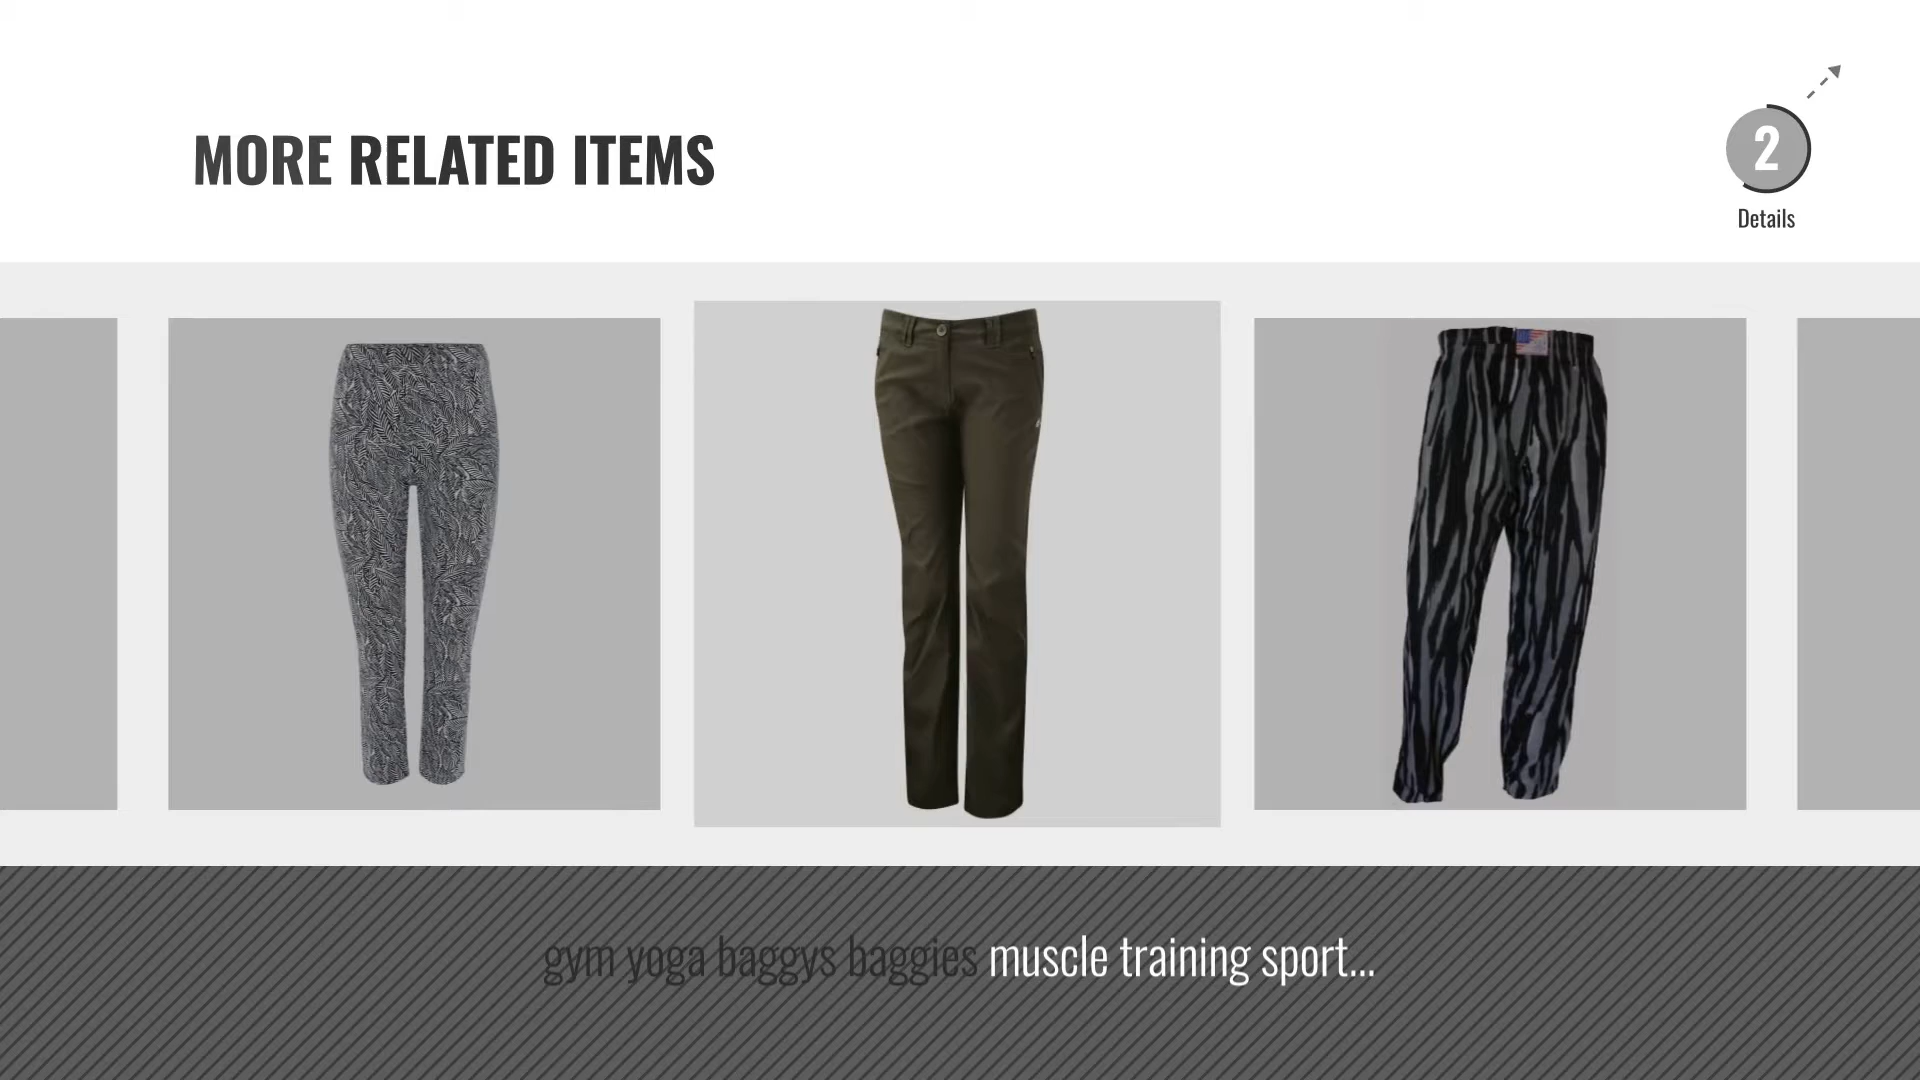 MORE RELATED ITEMS
2
Details
gym yoga baggys baggies muscle training sport...